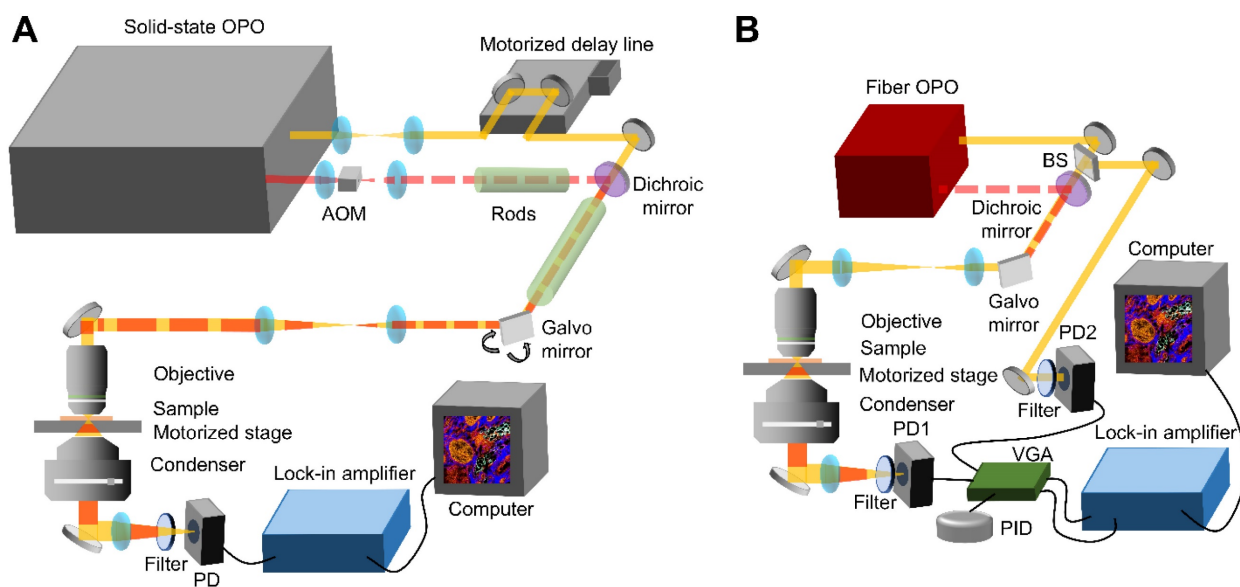 A
Solid-state OPO
Motorized delay line
AOM
Rods
Dichroic
mirror
Galvo
mirror
Objective
Sample
Motorized stage
Condenser
Lock-in amplifier
Computer
Filter
PD
B
Fiber OPO
BS
Dichroic
mirror
Computer
Galvo
mirror
PD2
Objective
Sample
Motorized stage
Condenser
Filter
PD1
Lock-in amplifier
VGA
Filter
PID